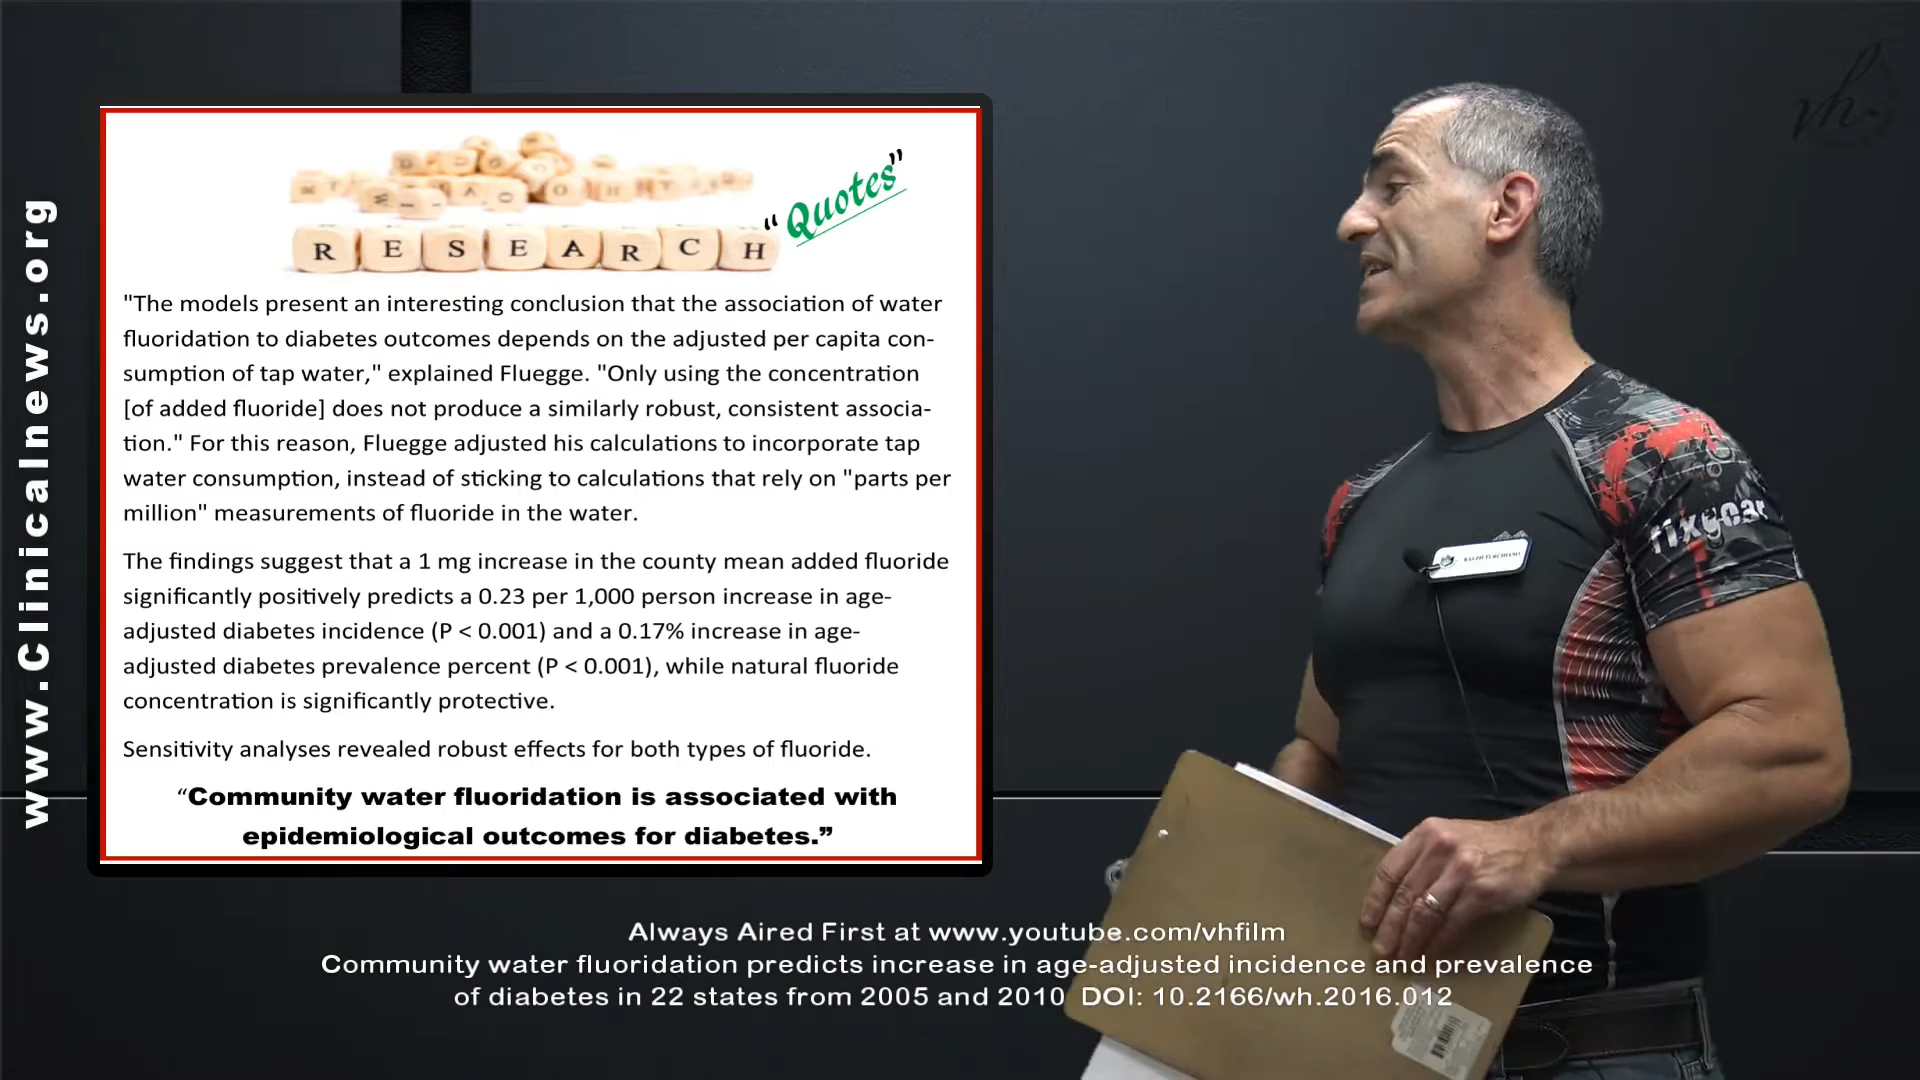 www.Clinicalnews.org
RESEARCH
“Quotes”
"The models present an interesting conclusion that the association of water
fluoridation to diabetes outcomes depends on the adjusted per capita con-
sumption of tap water," explained Fluegge. "Only using the concentration
[of added fluoride] does not produce a similarly robust, consistent associa-
tion." For this reason, Fluegge adjusted his calculations to incorporate tap
water consumption, instead of sticking to calculations that rely on "parts per
million" measurements of fluoride in the water.
The findings suggest that a 1 mg increase in the county mean added fluoride
significantly positively predicts a 0.23 per 1,000 person increase in age-
adjusted diabetes incidence (P < 0.001) and a 0.17% increase in age-
adjusted diabetes prevalence percent (P < 0.001), while natural fluoride
concentration is significantly protective.
Sensitivity analyses revealed robust effects for both types of fluoride.
“Community water fluoridation is associated with
epidemiological outcomes for diabetes.”
vh
fixgear
RALPH TURCHIANO
Always Aired First at www.youtube.com/vhfilm
Community water fluoridation predicts increase in age-adjusted incidence and prevalence
of diabetes in 22 states from 2005 and 2010 DOI: 10.2166/wh.2016.012